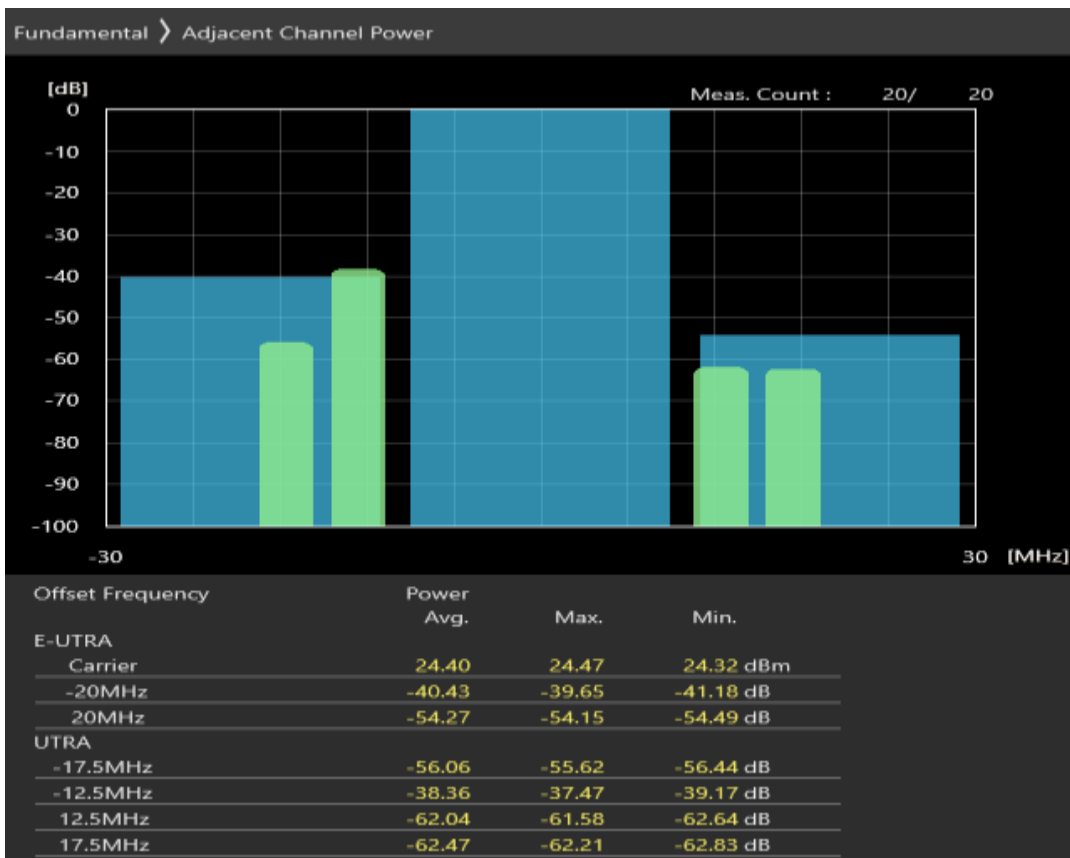 Fundamental 〉 Adjacent Channel Power
[dB]
Meas. Count : 20/ 20
0
-10
-20
-30
-40
-50
-60
-70
-80
-90
-100
-30 30 [MHz]
Offset Frequency Power
Avg. Max. Min.
E-UTRA
Carrier 24.40 24.47 24.32 dBm
-20MHz -40.43 -39.65 -41.18 dB
20MHz -54.27 -54.15 -54.49 dB
UTRA
-17.5MHz -56.06 -55.62 -56.44 dB
-12.5MHz -38.36 -37.47 -39.17 dB
12.5MHz -62.04 -61.58 -62.64 dB
17.5MHz -62.47 -62.21 -62.83 dB